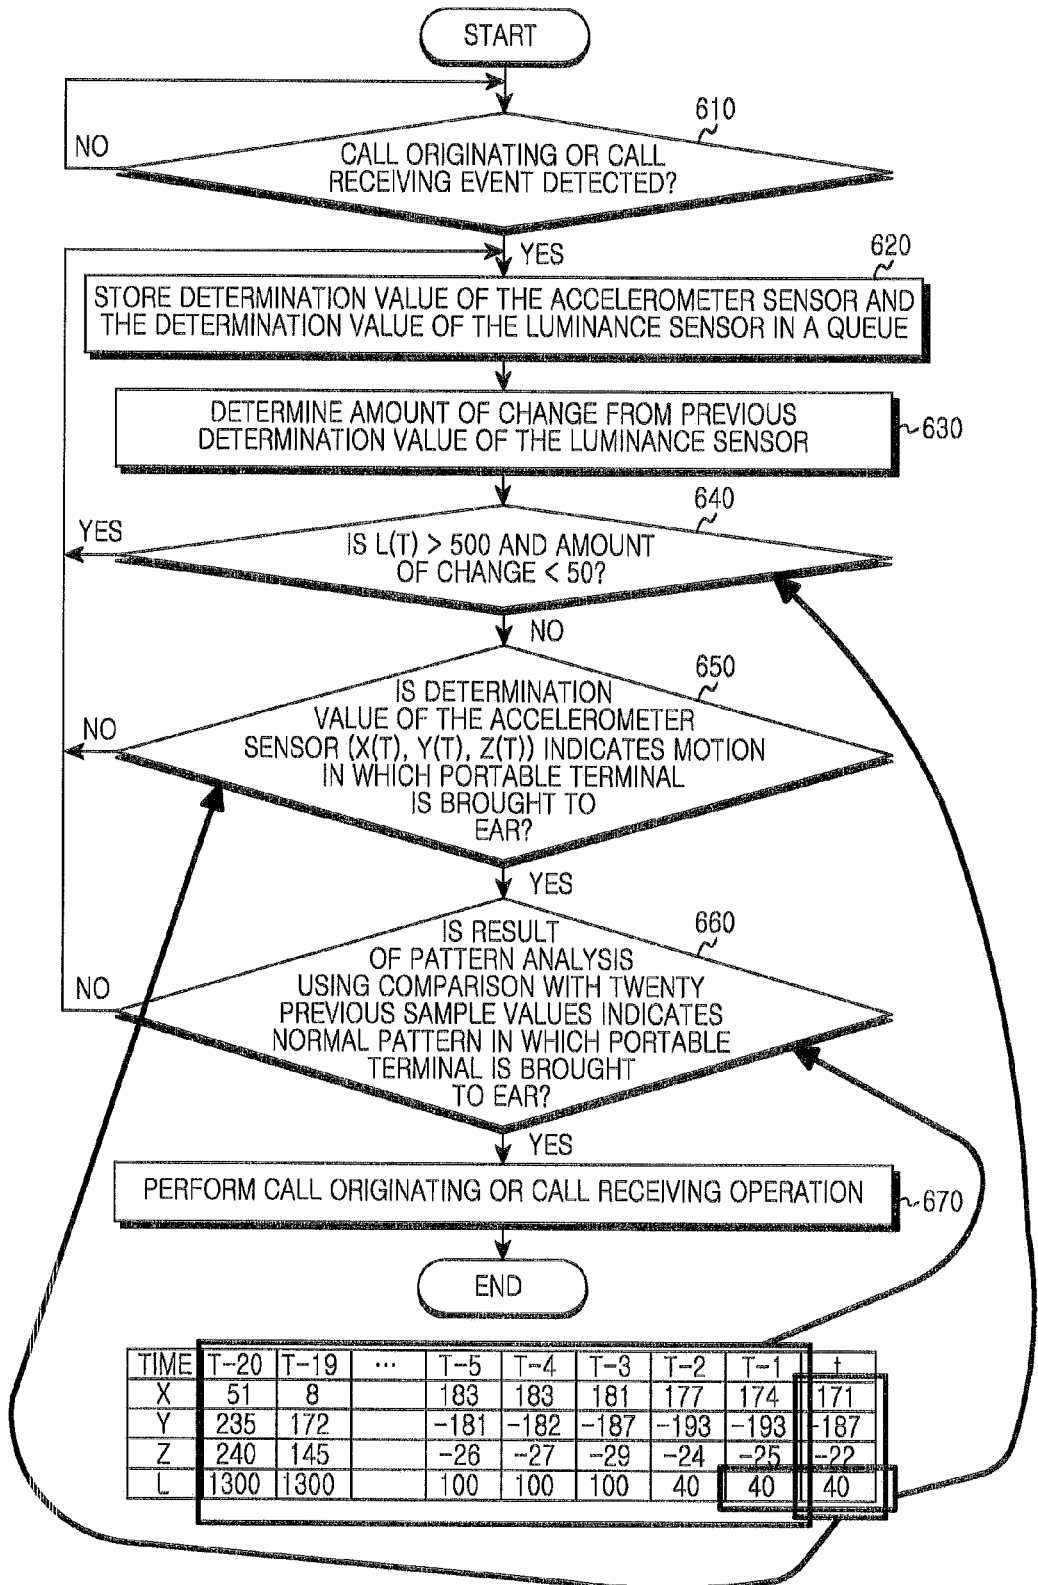 START
610
NO
CALL ORIGINATING OR CALL
RECEIVING EVENT DETECTED?
YES
620
STORE DETERMINATION VALUE OF THE ACCELEROMETER SENSOR AND
THE DETERMINATION VALUE OF THE LUMINANCE SENSOR IN A QUEUE
DETERMINE AMOUNT OF CHANGE FROM PREVIOUS
DETERMINATION VALUE OF THE LUMINANCE SENSOR
630
640
YES
IS L(T) > 500 AND AMOUNT
OF CHANGE < 50?
NO
650
IS DETERMINATION
VALUE OF THE ACCELEROMETER
NO
SENSOR (X(T), Y(T), Z(T)) INDICATES MOTION
IN WHICH PORTABLE TERMINAL
IS BROUGHT TO
EAR?
YES
660
IS RESULT
OF PATTERN ANALYSIS
NO
USING COMPARISON WITH TWENTY
PREVIOUS SAMPLE VALUES INDICATES
NORMAL PATTERN IN WHICH PORTABLE
TERMINAL IS BROUGHT
TO EAR?
YES
PERFORM CALL ORIGINATING OR CALL RECEIVING OPERATION
670
END
TIME T-20 T-19 ... T-5 T-4 T-3 T-2 T-1 t
X 51 8 183 183 181 177 174 171
Y 235 172 -181 -182 -187 -193 -193 -187
Z 240 145 -26 -27 -29 -24 -25 -22
L 1300 1300 100 100 100 40 40 40